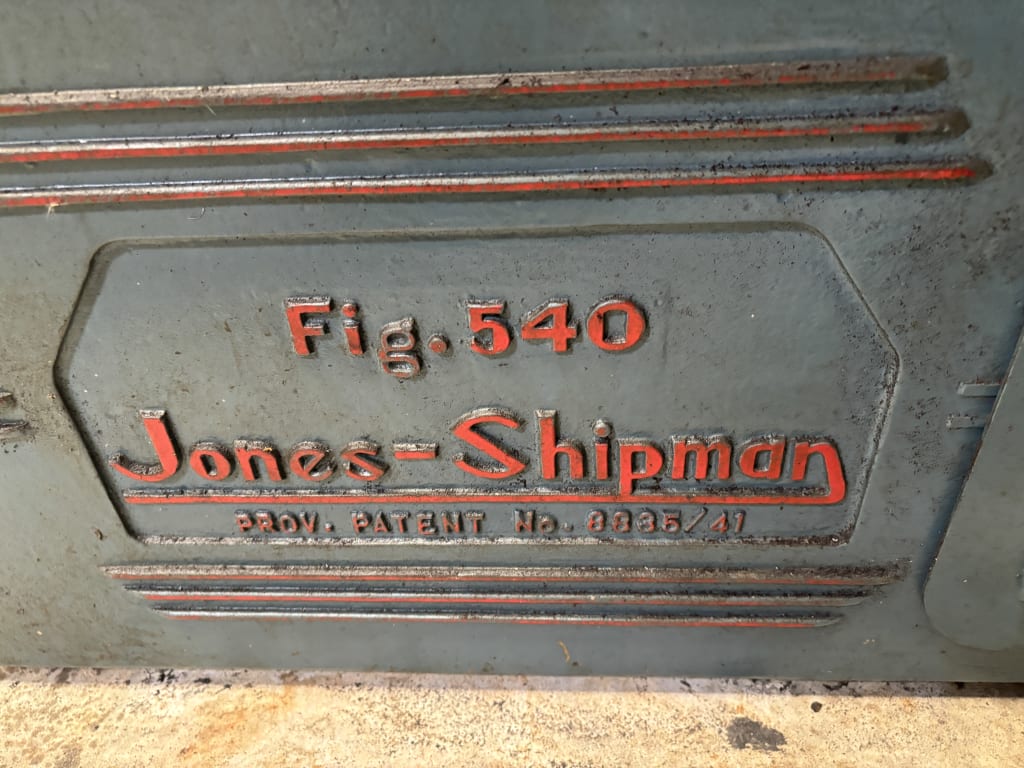 Fig. 540
Jones-Shipman
PROV. PATENT No. 8835/41